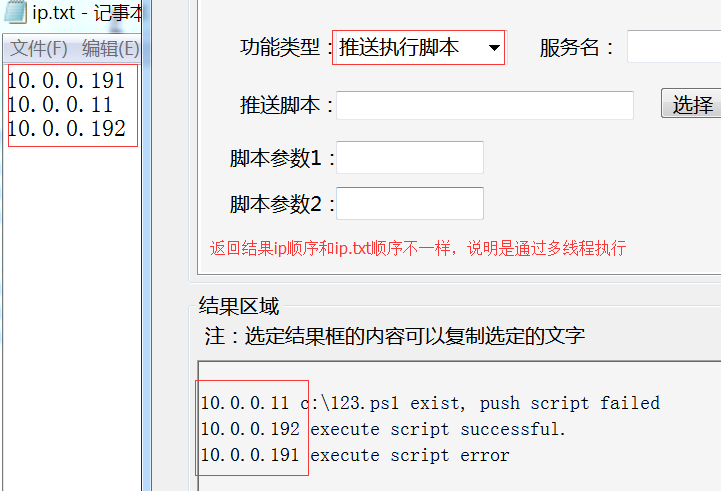 ip.txt - 记事本
文件(F) 编辑(E)
10.0.0.191
10.0.0.11
10.0.0.192
功能类型：推送执行脚本 服务名：
推送脚本： 选择
脚本参数1：
脚本参数2：
返回结果ip顺序和ip.txt顺序不一样，说明是通过多线程执行
结果区域
注：选定结果框的内容可以复制选定的文字
10.0.0.11 c:\123.ps1 exist, push script failed
10.0.0.192 execute script successful.
10.0.0.191 execute script error